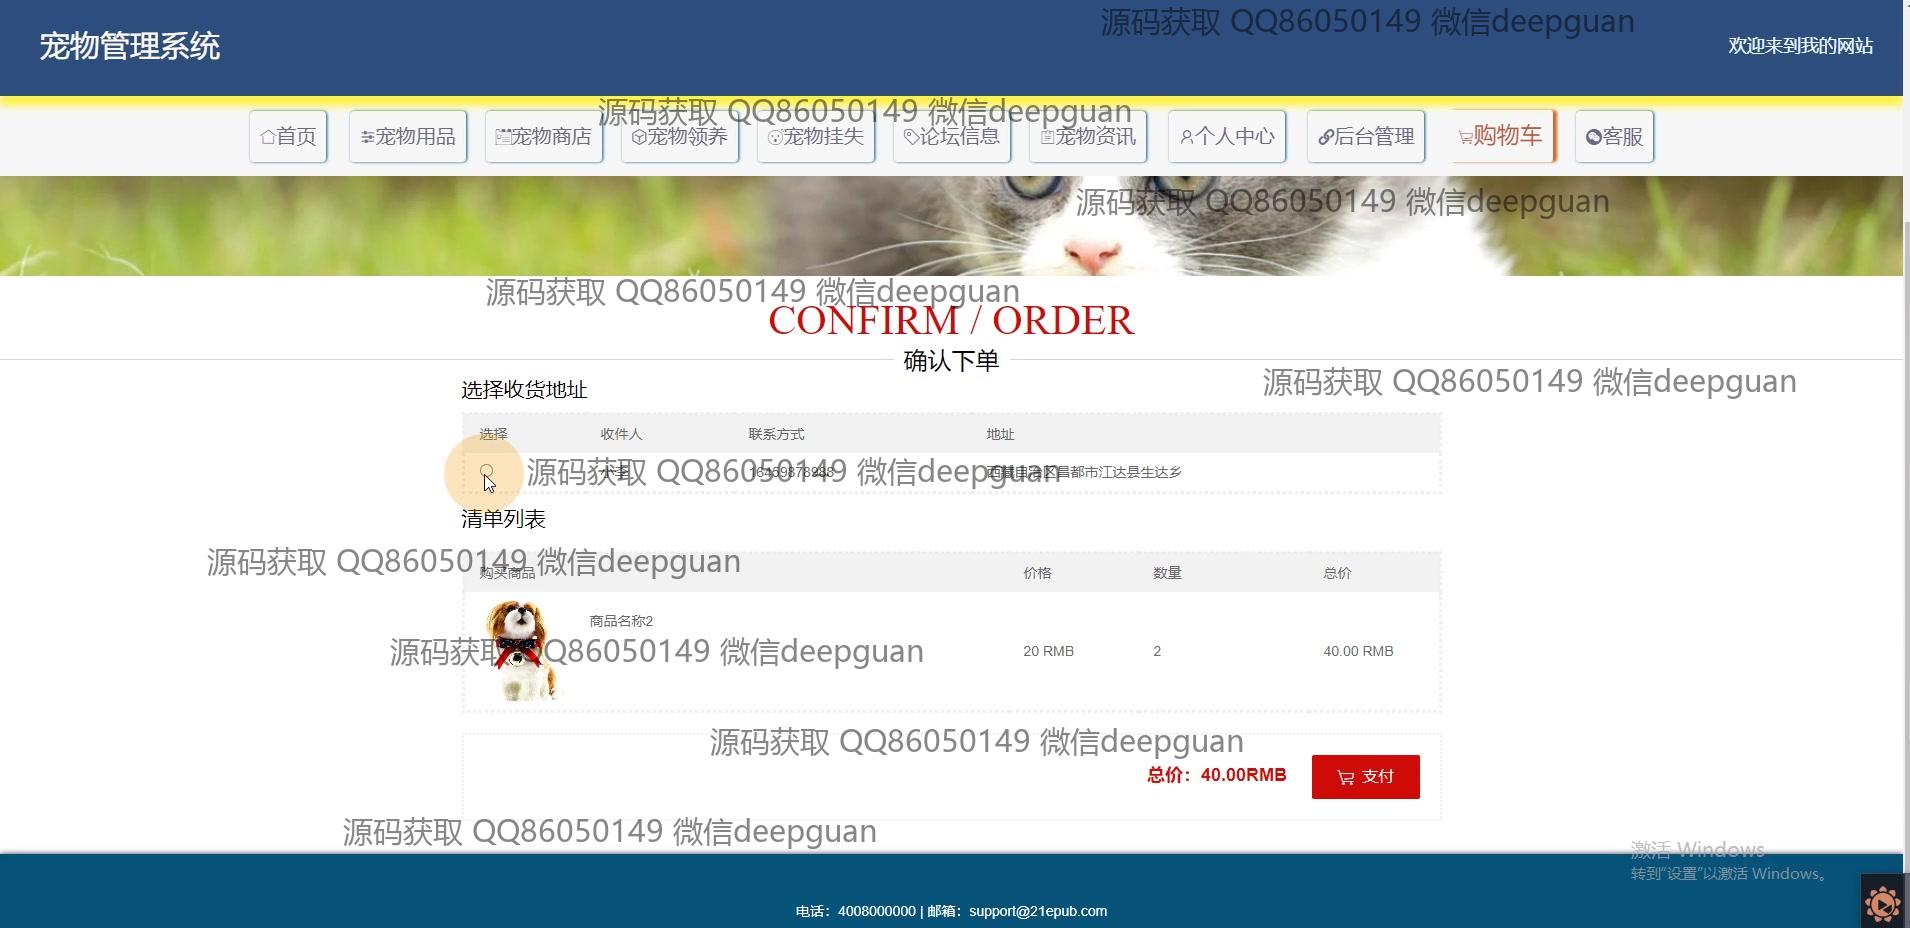 源码获取 QQ86050149 微信deepguan
宠物管理系统
欢迎来到我的网站
源码获取 QQ86050149 微信deepguan
首页 宠物用品 宠物商店 宠物领养 宠物挂失 论坛信息 宠物资讯 个人中心 后台管理 购物车 客服
源码获取 QQ86050149 微信deepguan
源码获取 QQ86050149 微信deepguan
CONFIRM / ORDER
确认下单
源码获取 QQ86050149 微信deepguan
选择收货地址
选择 收件人 联系方式 地址
小李 16459878988 西藏自治区昌都市江达县生达乡
源码获取 QQ86050149 微信deepguan
清单列表
源码获取 QQ86050149 微信deepguan
购买商品 价格 数量 总价
商品名称2
源码获取 QQ86050149 微信deepguan
20 RMB 2 40.00 RMB
源码获取 QQ86050149 微信deepguan
总价：40.00RMB 支付
源码获取 QQ86050149 微信deepguan
激活 Windows
转到"设置"以激活 Windows。
电话：4008000000 | 邮箱：support@21epub.com